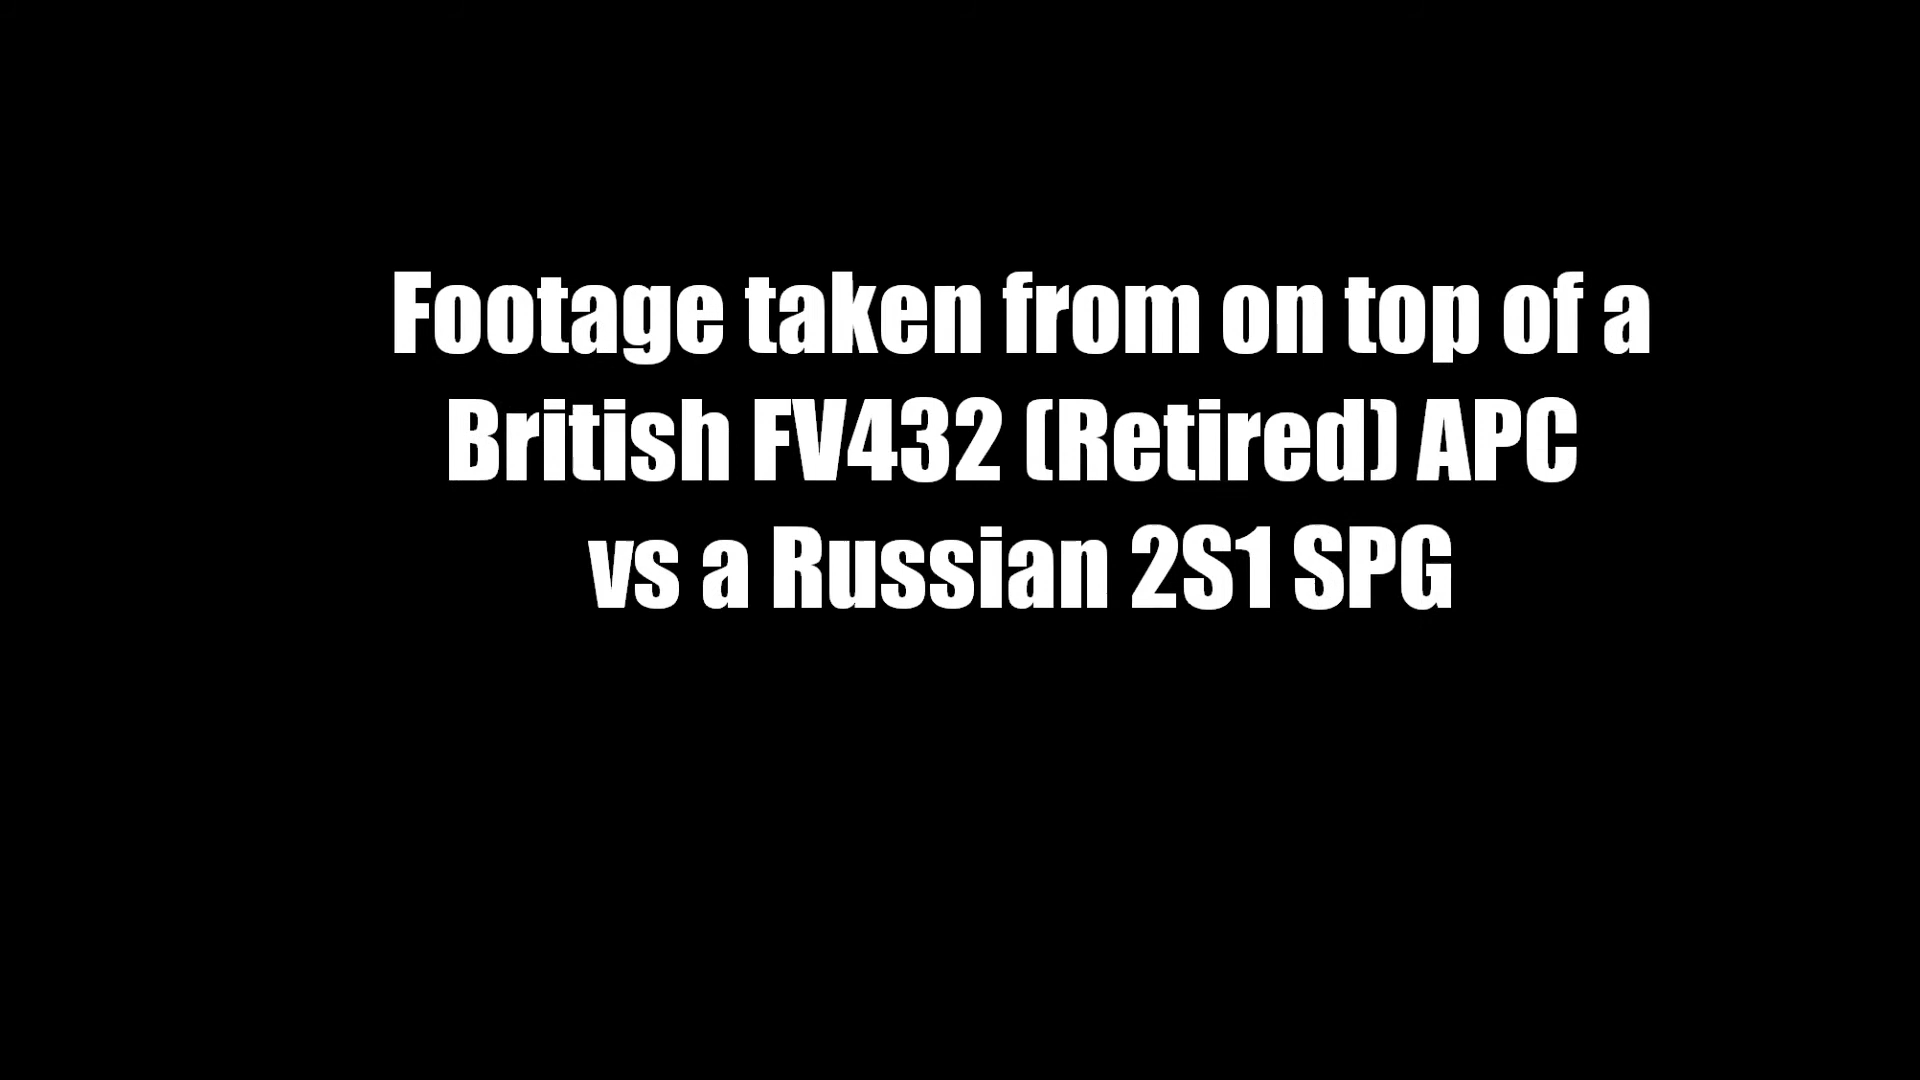 Footage taken from on top of a
British FV432 (Retired) APC
vs a Russian 2S1 SPG